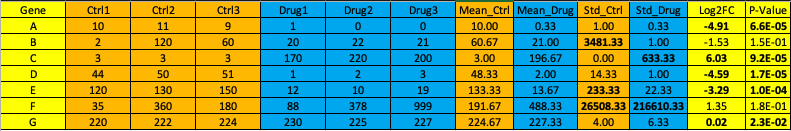 Gene Ctrl1 Ctrl2 Ctrl3 Drug1 Drug2 Drug3 Mean_Ctrl Mean_Drug Std_Ctrl Std_Drug Log2FC P-Value
A 10 11 9 1 0 0 10.00 0.33 1.00 0.33 -4.91 6.6E-05
B 2 120 60 20 22 21 60.67 21.00 3481.33 1.00 -1.53 1.5E-01
C 3 3 3 170 220 200 3.00 196.67 0.00 633.33 6.03 9.2E-05
D 44 50 51 1 2 3 48.33 2.00 14.33 1.00 -4.59 1.7E-05
E 120 130 150 12 10 19 133.33 13.67 233.33 22.33 -3.29 1.0E-04
F 35 360 180 88 378 999 191.67 488.33 26508.33 216610.33 1.35 1.8E-01
G 220 222 224 230 225 227 224.67 227.33 4.00 6.33 0.02 2.3E-02